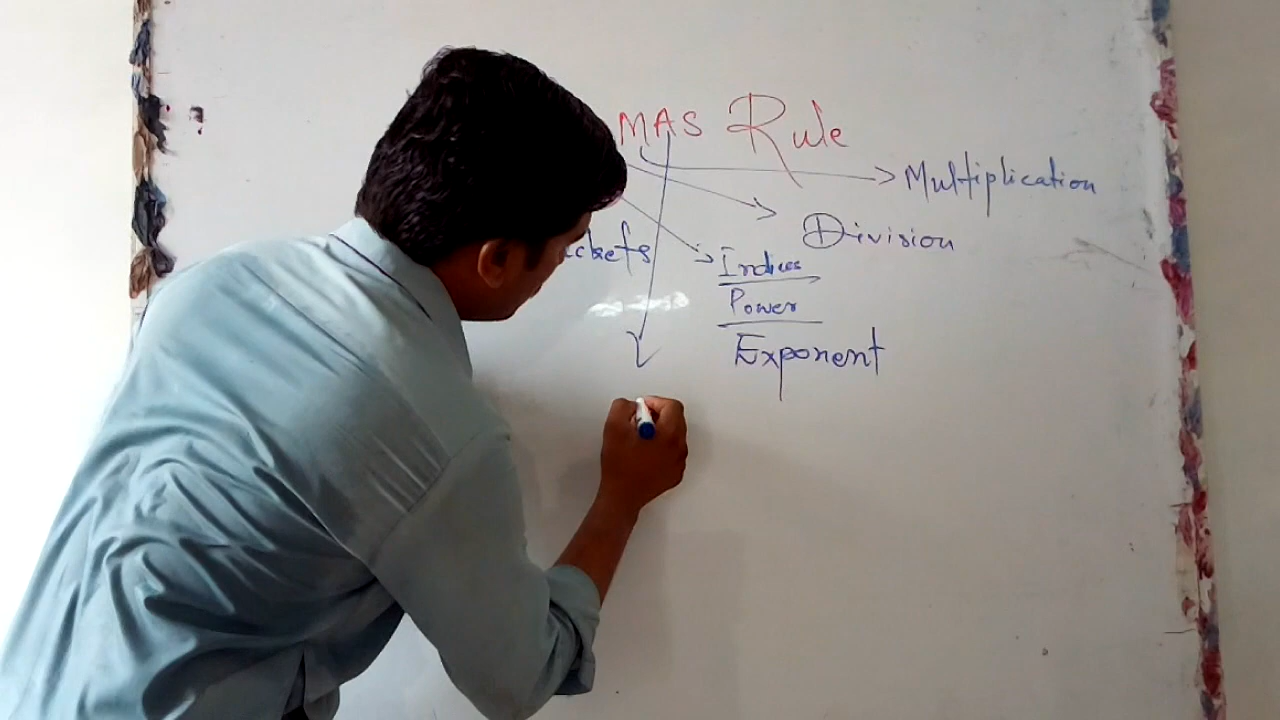 MAS Rule
Multiplication
Division
ckets
Indices
Power
Exponent